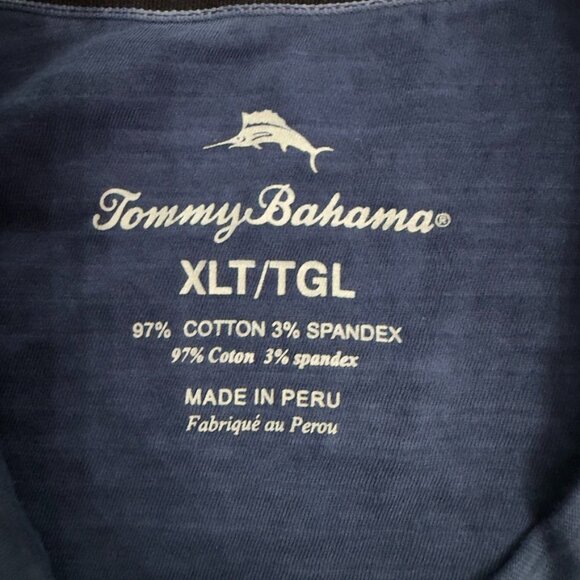 Tommy Bahama®
XLT/TGL
97% COTTON 3% SPANDEX
97% Coton 3% spandex
MADE IN PERU
Fabriqué au Perou